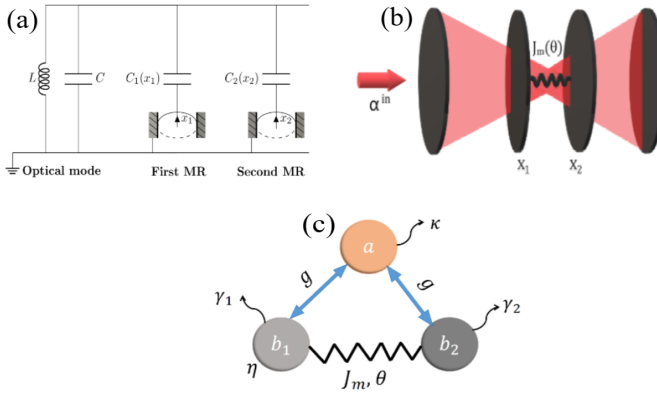 (a)
L
C
C₁(x₁)
C₂(x₂)
x₁
x₂
Optical mode
First MR
Second MR
(b)
Jₘ(θ)
αⁱⁿ
X₁
X₂
(c)
a
κ
g
g
γ₁
γ₂
b₁
b₂
η
Jₘ, θ